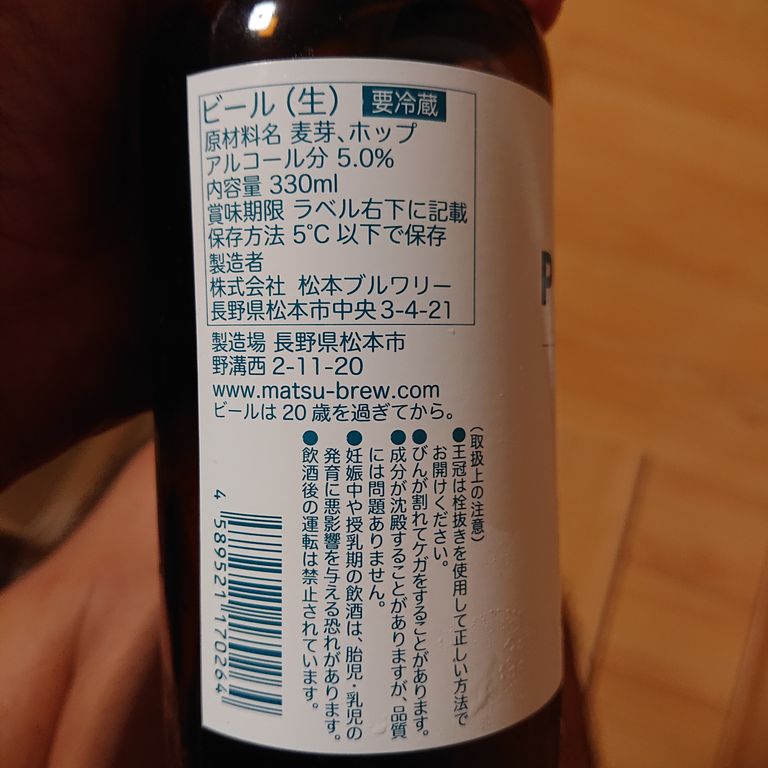 ビール（生） 要冷蔵
原材料名 麦芽、ホップ
アルコール分 5.0%
内容量 330ml
賞味期限 ラベル右下に記載
保存方法 5℃以下で保存
製造者
株式会社 松本ブルワリー
長野県松本市中央3-4-21
製造場 長野県松本市
野溝西 2-11-20
www.matsu-brew.com
ビールは20歳を過ぎてから。
（取扱上の注意）
●王冠は栓抜きを使用して正しい方法で
お開けください。
●びんが割れてケガをすることがあります。
●成分が沈殿することがありますが、品質
には問題ありません。
●妊娠中や授乳期の飲酒は、胎児・乳児の
発育に悪影響を与える恐れがあります。
●飲酒後の運転は禁止されています。
4 589521 170264
P